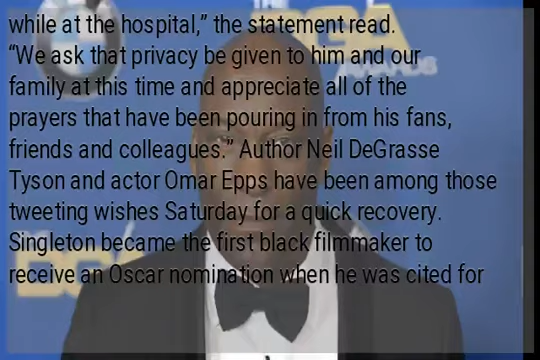 while at the hospital,” the statement read.
“We ask that privacy be given to him and our
family at this time and appreciate all of the
prayers that have been pouring in from his fans,
friends and colleagues.” Author Neil DeGrasse
Tyson and actor Omar Epps have been among those
tweeting wishes Saturday for a quick recovery.
Singleton became the first black filmmaker to
receive an Oscar nomination when he was cited for